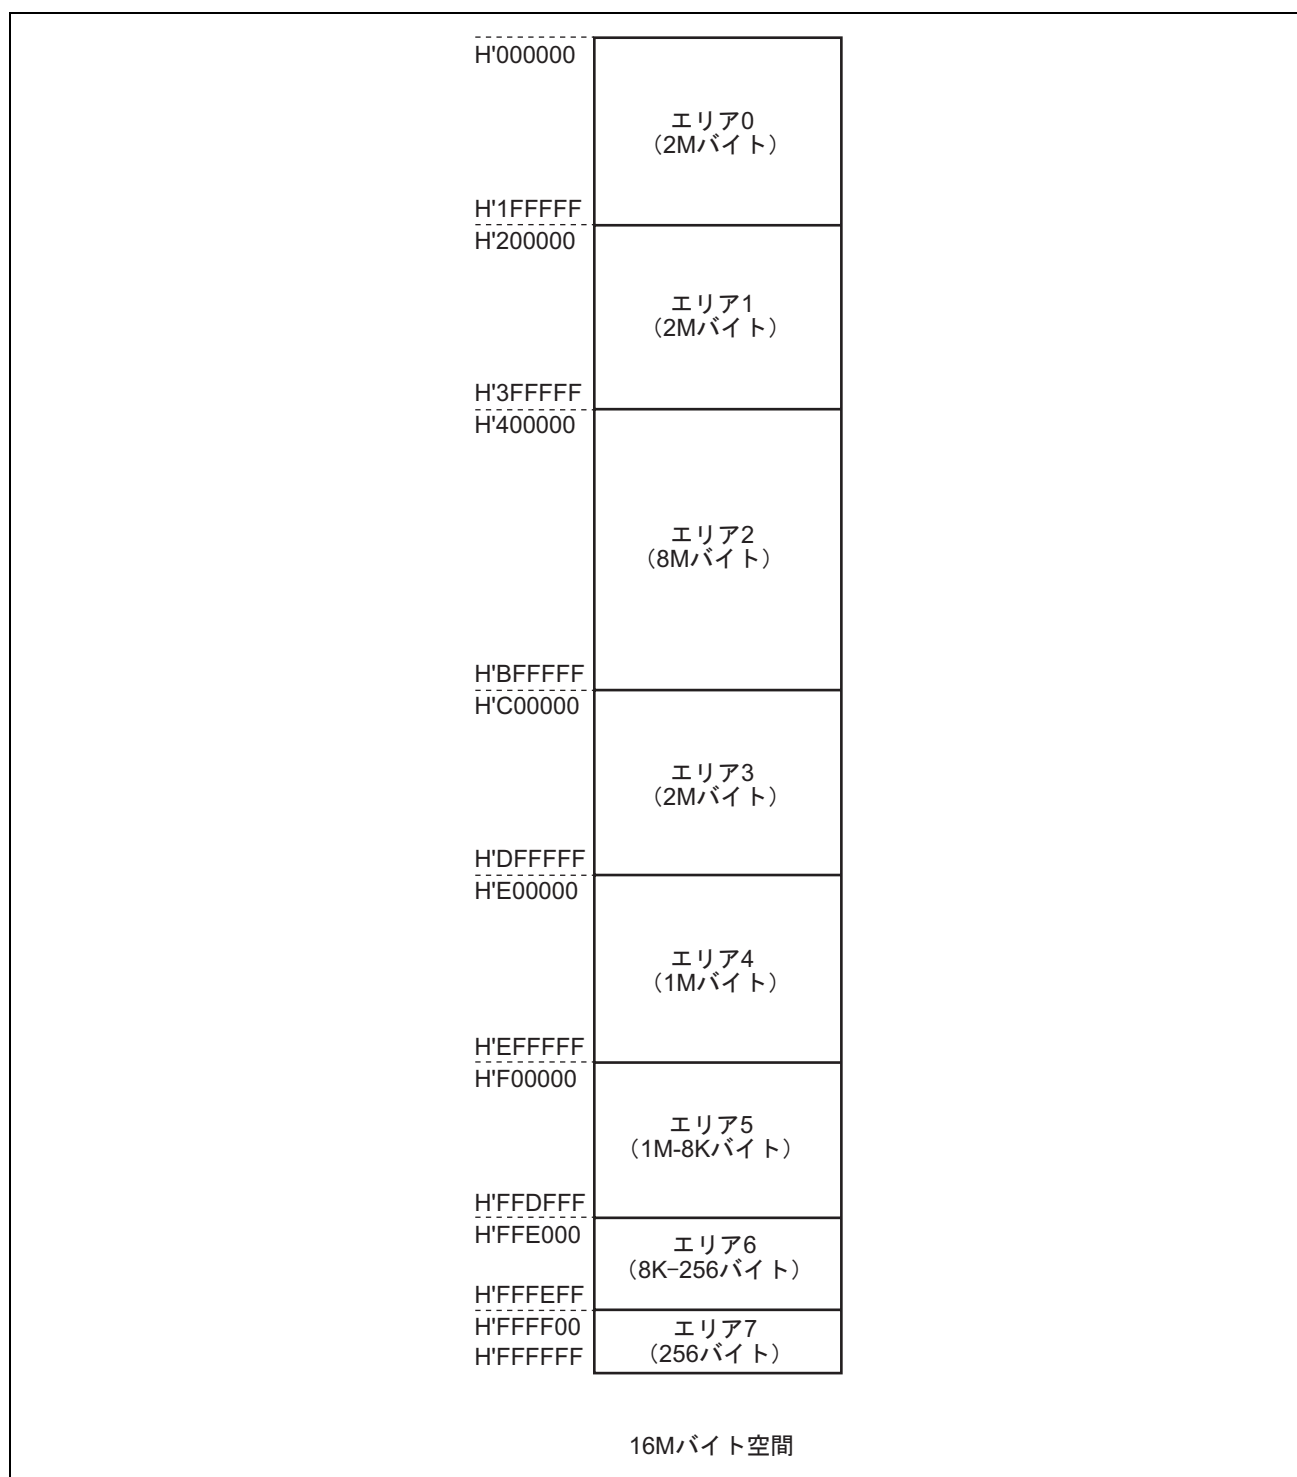 H'000000
エリア0
（2Mバイト）
H'1FFFFF
H'200000
エリア1
（2Mバイト）
H'3FFFFF
H'400000
エリア2
（8Mバイト）
H'BFFFFF
H'C00000
エリア3
（2Mバイト）
H'DFFFFF
H'E00000
エリア4
（1Mバイト）
H'EFFFFF
H'F00000
エリア5
（1M-8Kバイト）
H'FFDFFF
H'FFE000
エリア6
（8K−256バイト）
H'FFFEFF
H'FFFF00
エリア7
（256バイト）
H'FFFFFF
16Mバイト空間